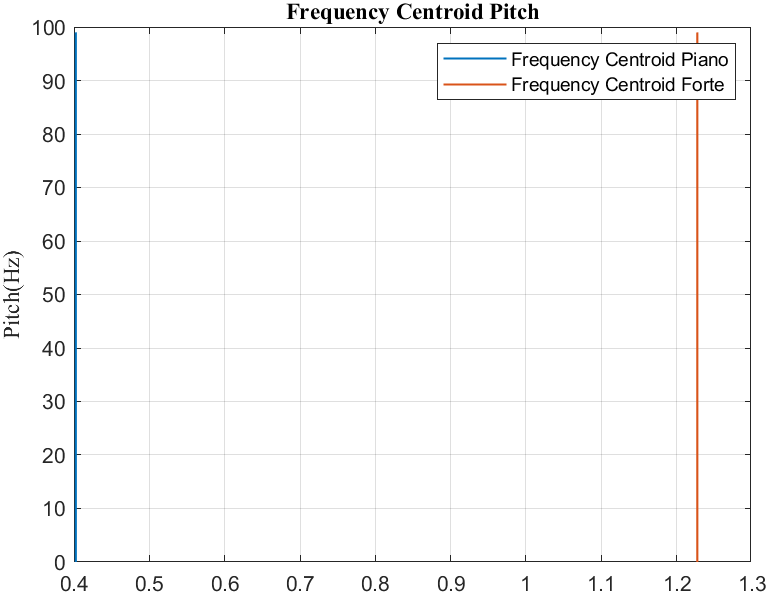 Frequency Centroid Pitch
Frequency Centroid Piano
Frequency Centroid Forte
Pitch(Hz)
100
90
80
70
60
50
40
30
20
10
0
0.4 0.5 0.6 0.7 0.8 0.9 1 1.1 1.2 1.3